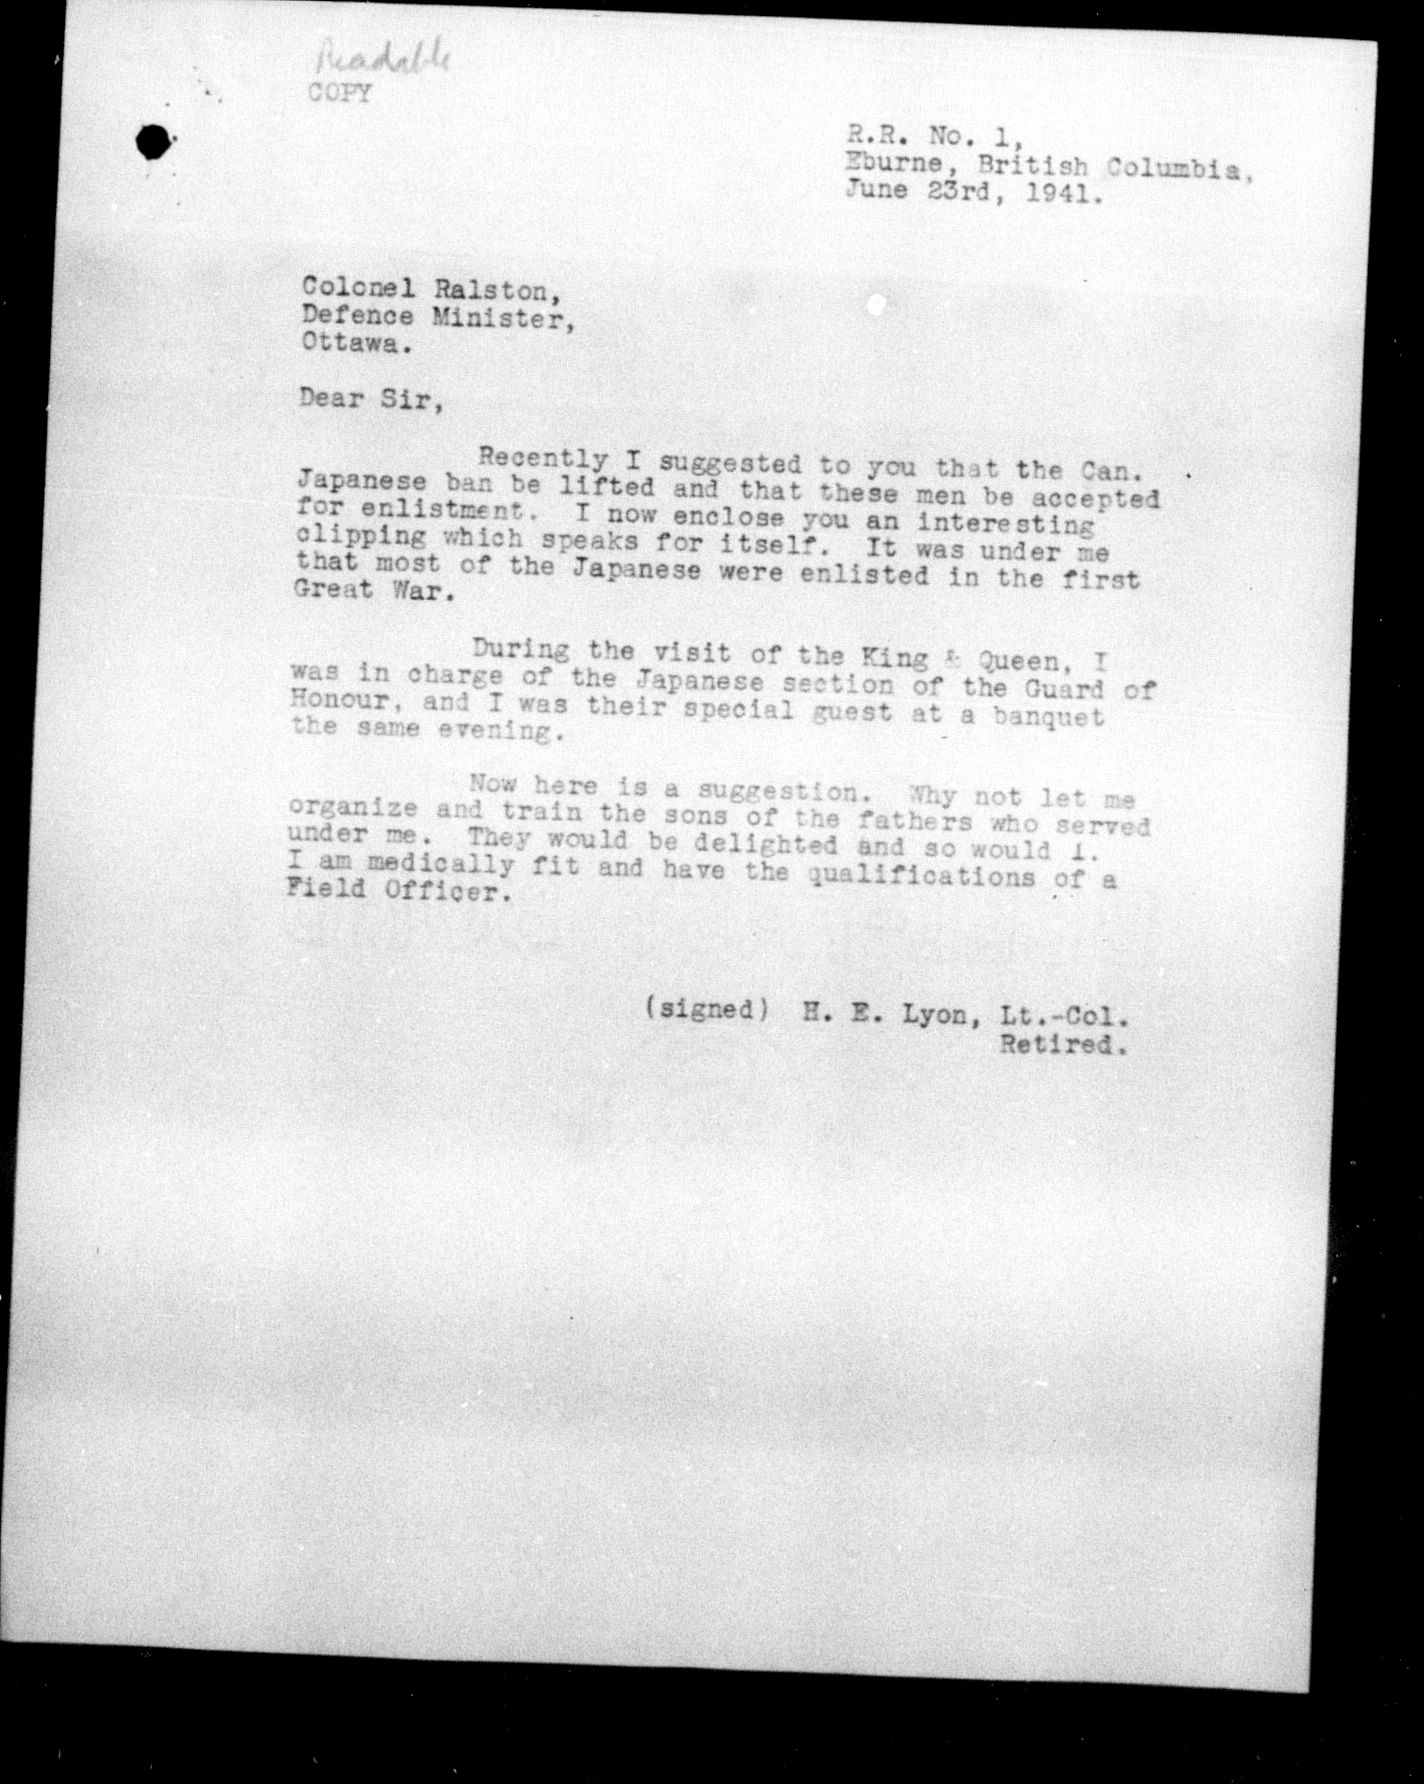 Readable
COPY
R.R. No. 1,
Eburne, British Columbia,
June 23rd, 1941.
Colonel Ralston,
Defence Minister,
Ottawa.
Dear Sir,
Recently I suggested to you that the Can.
Japanese ban be lifted and that these men be accepted
for enlistment. I now enclose you an interesting
clipping which speaks for itself. It was under me
that most of the Japanese were enlisted in the first
Great War.
During the visit of the King & Queen, I
was in charge of the Japanese section of the Guard of
Honour, and I was their special guest at a banquet
the same evening.
Now here is a suggestion. Why not let me
organize and train the sons of the fathers who served
under me. They would be delighted and so would I.
I am medically fit and have the qualifications of a
Field Officer.
(signed) H. E. Lyon, Lt.-Col.
Retired.